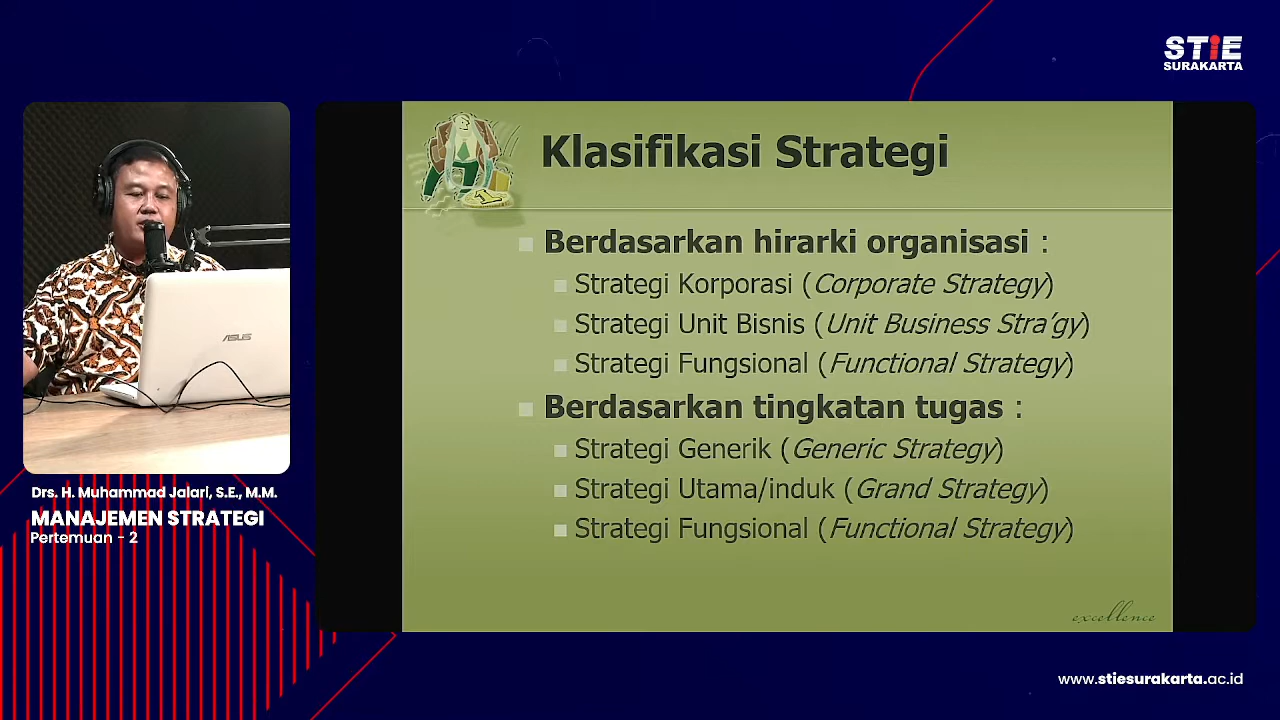 STiE
SURAKARTA
Klasifikasi Strategi
Berdasarkan hirarki organisasi :
Strategi Korporasi (Corporate Strategy)
Strategi Unit Bisnis (Unit Business Stra'gy)
Strategi Fungsional (Functional Strategy)
Berdasarkan tingkatan tugas :
Strategi Generik (Generic Strategy)
Strategi Utama/induk (Grand Strategy)
Strategi Fungsional (Functional Strategy)
excellence
ASUS
Drs. H. Muhammad Jalari, S.E., M.M.
MANAJEMEN STRATEGI
Pertemuan - 2
www.stiesurakarta.ac.id